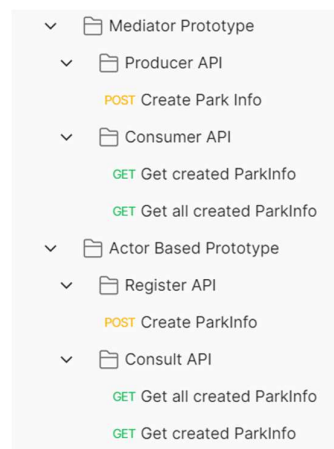 Mediator Prototype
Producer API
POST Create Park Info
Consumer API
GET Get created ParkInfo
GET Get all created ParkInfo
Actor Based Prototype
Register API
POST Create ParkInfo
Consult API
GET Get all created ParkInfo
GET Get created ParkInfo